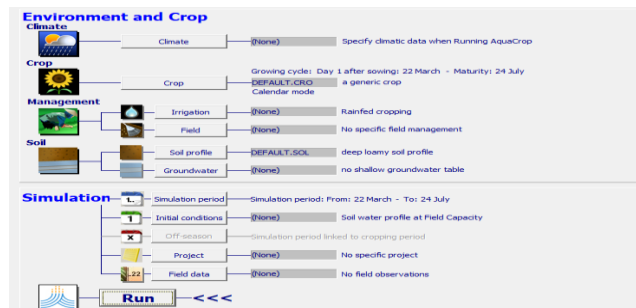 Environment and Crop
Climate
Climate (None) Specify climatic data when Running AquaCrop
Crop
Growing cycle: Day 1 after sowing: 22 March - Maturity: 24 July
Crop DEFAULT.CRO a generic crop
Calendar mode
Management
Irrigation (None) Rainfed cropping
Field (None) No specific field management
Soil
Soil profile DEFAULT.SOL deep loamy soil profile
Groundwater (None) no shallow groundwater table
Simulation
1.. Simulation period Simulation period: From: 22 March - To: 24 July
1 Initial conditions (None) Soil water profile at Field Capacity
x Off-season Simulation period linked to cropping period
Project (None) No specific project
.22 Field data (None) No field observations
Run <<<